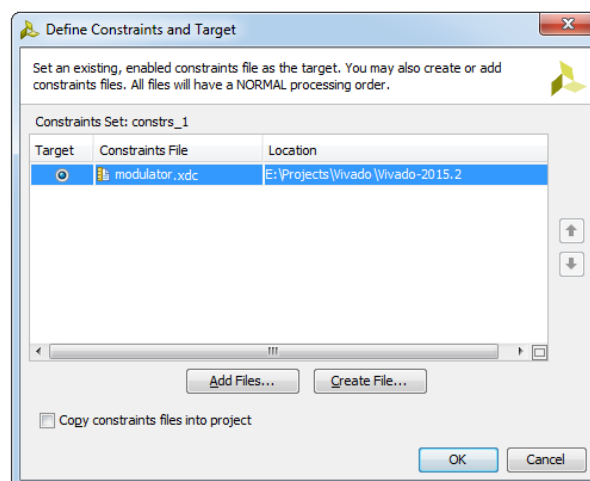 Define Constraints and Target
Set an existing, enabled constraints file as the target. You may also create or add
constraints files. All files will have a NORMAL processing order.
Constraints Set: constrs_1
Target Constraints File Location
modulator.xdc E:\Projects\Vivado\Vivado-2015.2
Add Files... Create File...
Copy constraints files into project
OK Cancel